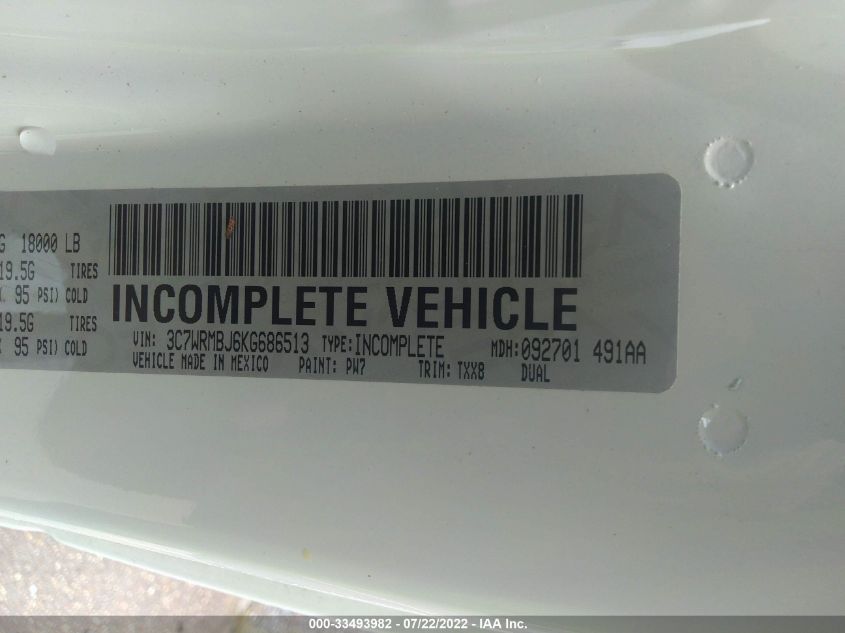 G 18000 LB
19.5G TIRES
95 PSI) COLD
19.5G TIRES
95 PSI) COLD
INCOMPLETE VEHICLE
VIN: 3C7WRMBJ6KG686513 TYPE: INCOMPLETE MDH: 092701 491AA
VEHICLE MADE IN MEXICO PAINT: PW7 TRIM: TXX8 DUAL
000-33493982 - 07/22/2022 - IAA Inc.